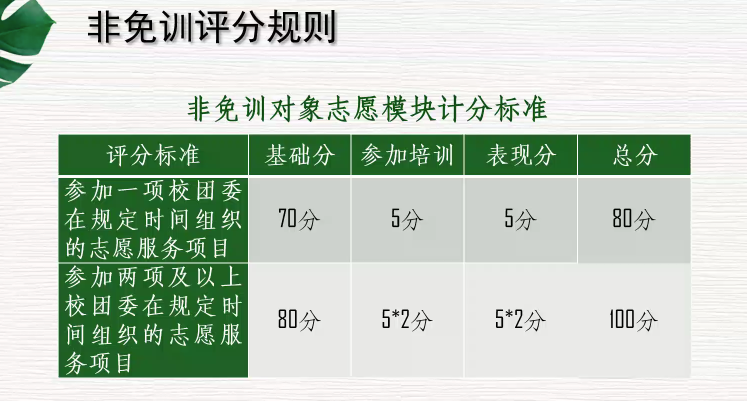 非免训评分规则
非免训对象志愿模块计分标准
评分标准 基础分 参加培训 表现分 总分
参加一项校团委
在规定时间组织
的志愿服务项目
70分 5分 5分 80分
参加两项及以上
校团委在规定时
间组织的志愿服
务项目
80分 5*2分 5*2分 100分